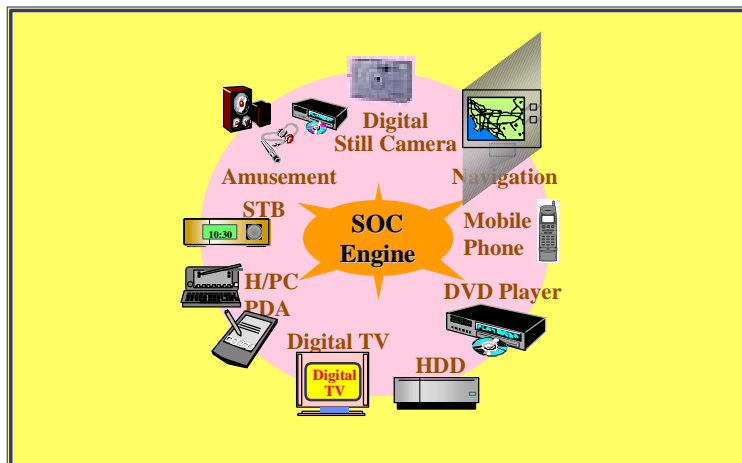 Digital
Still Camera
Amusement
Navigation
STB
10:30
SOC
Engine
Mobile
Phone
H/PC
PDA
DVD Player
Digital TV
Digital
TV
HDD